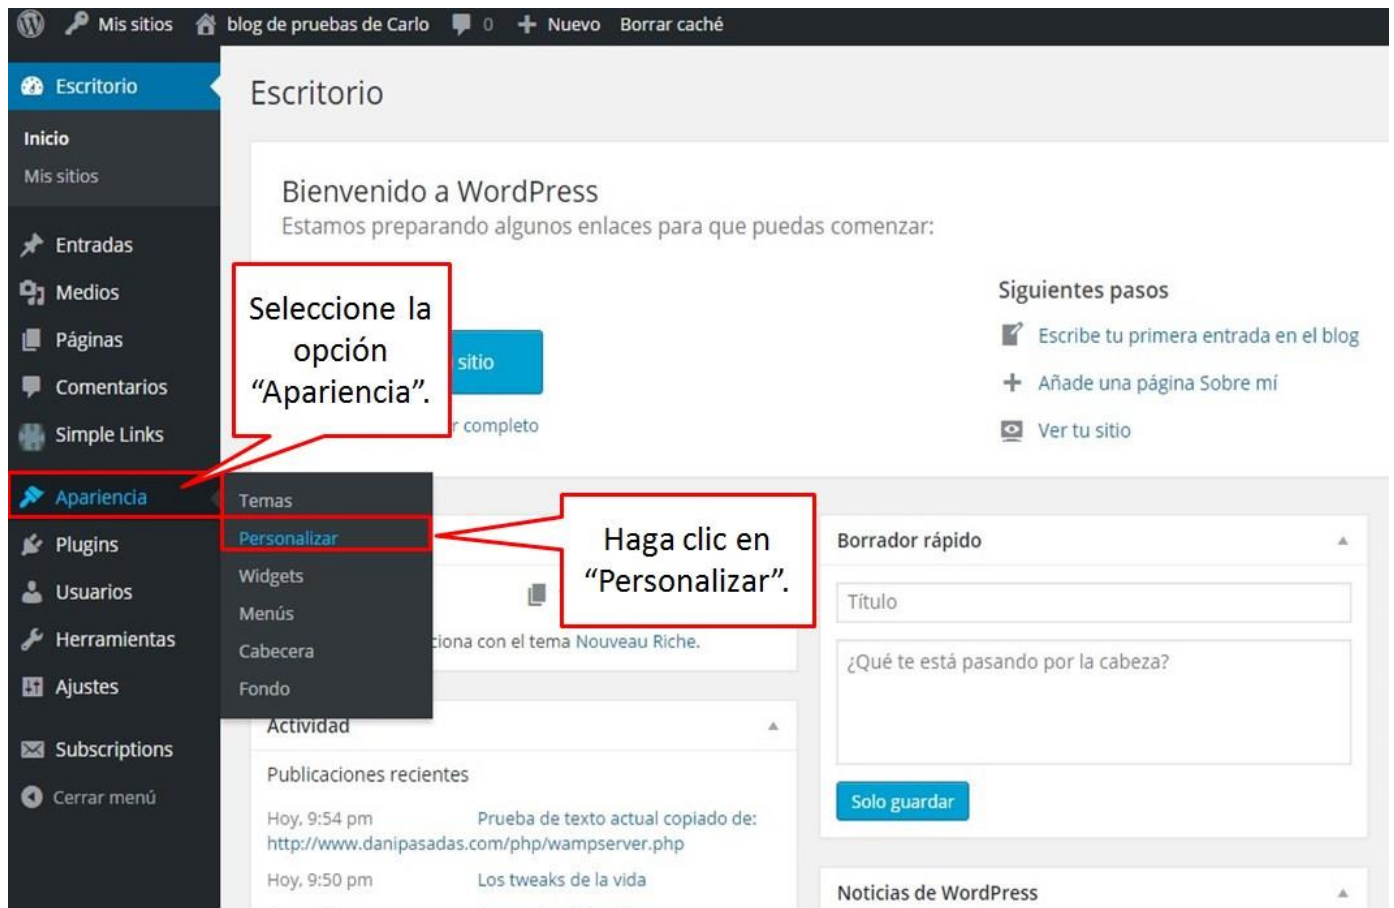 Mis sitios blog de pruebas de Carlo 0 Nuevo Borrar caché
Escritorio
Inicio
Mis sitios
Entradas
Medios
Páginas
Comentarios
Simple Links
Apariencia
Plugins
Usuarios
Herramientas
Ajustes
Subscriptions
Cerrar menú
Temas
Personalizar
Widgets
Menús
Cabecera
Fondo
Escritorio
Bienvenido a WordPress
Estamos preparando algunos enlaces para que puedas comenzar:
Seleccione la
opción
“Apariencia”.
sitio
completo
Siguientes pasos
Escribe tu primera entrada en el blog
Añade una página Sobre mí
Ver tu sitio
Haga clic en
“Personalizar”.
con el tema Nouveau Riche.
Actividad
Publicaciones recientes
Hoy, 9:54 pm Prueba de texto actual copiado de:
http://www.danipasadas.com/php/wampserver.php
Hoy, 9:50 pm Los tweaks de la vida
Borrador rápido
Título
¿Qué te está pasando por la cabeza?
Solo guardar
Noticias de WordPress